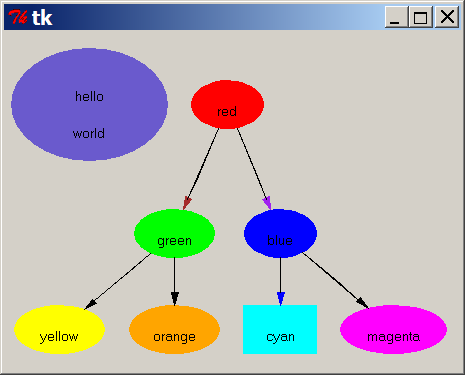 tk
hello
world
red
green
blue
yellow
orange
cyan
magenta